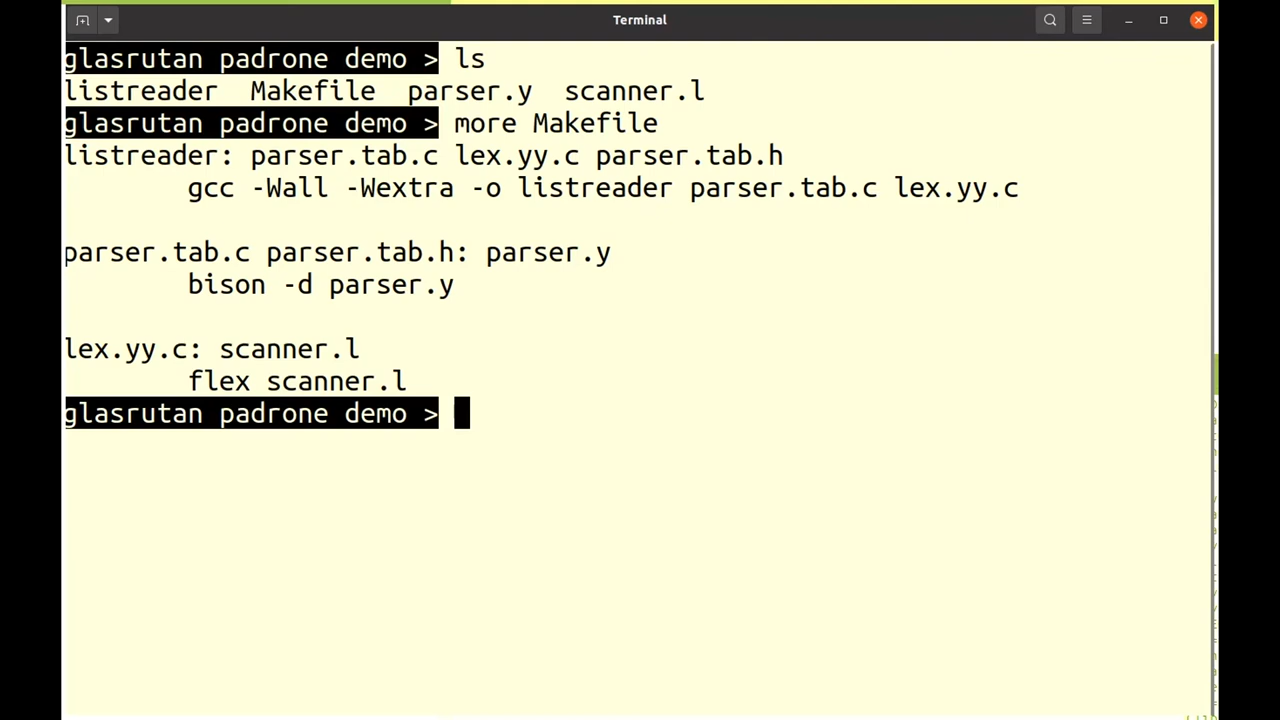 Terminal
glasrutan padrone demo > ls
listreader  Makefile  parser.y  scanner.l
glasrutan padrone demo > more Makefile
listreader: parser.tab.c lex.yy.c parser.tab.h
        gcc -Wall -Wextra -o listreader parser.tab.c lex.yy.c
parser.tab.c parser.tab.h: parser.y
        bison -d parser.y
lex.yy.c: scanner.l
        flex scanner.l
glasrutan padrone demo >